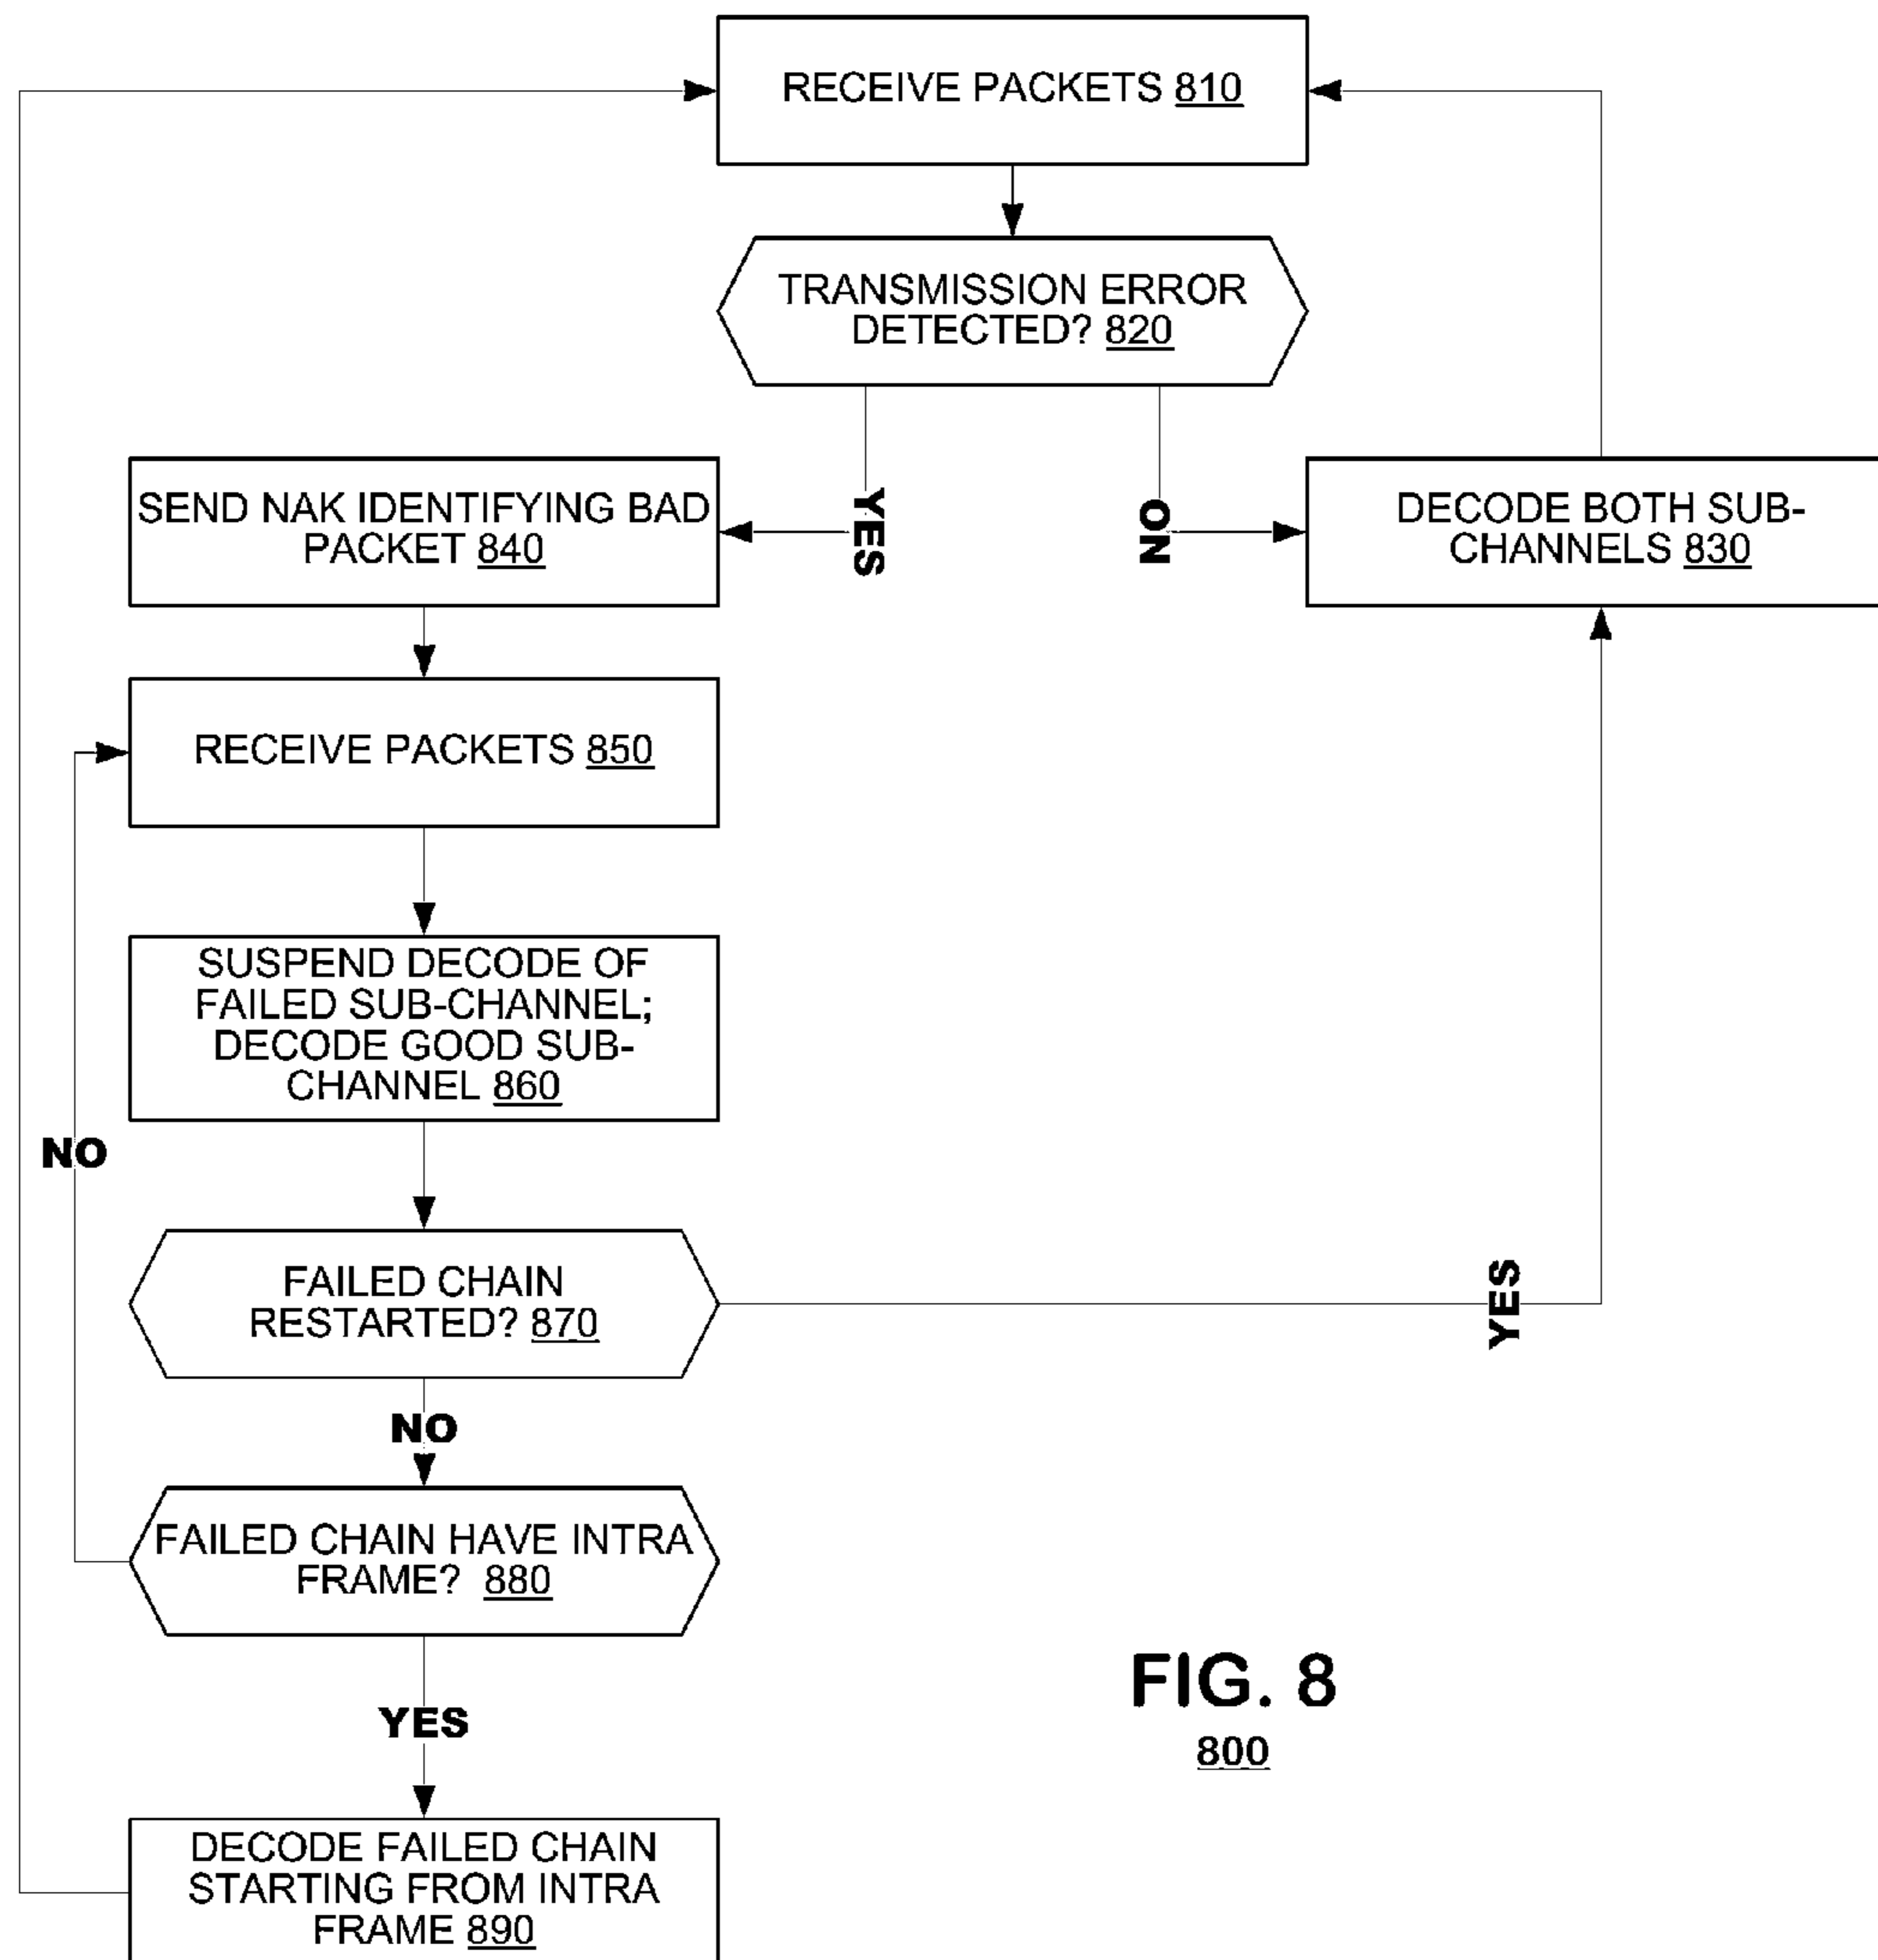 RECEIVE PACKETS 810
TRANSMISSION ERROR
DETECTED? 820
YES
NO
SEND NAK IDENTIFYING BAD
PACKET 840
DECODE BOTH SUB-
CHANNELS 830
RECEIVE PACKETS 850
SUSPEND DECODE OF
FAILED SUB-CHANNEL;
DECODE GOOD SUB-
CHANNEL 860
NO
FAILED CHAIN
RESTARTED? 870
YES
NO
FAILED CHAIN HAVE INTRA
FRAME? 880
YES
DECODE FAILED CHAIN
STARTING FROM INTRA
FRAME 890
FIG. 8
800